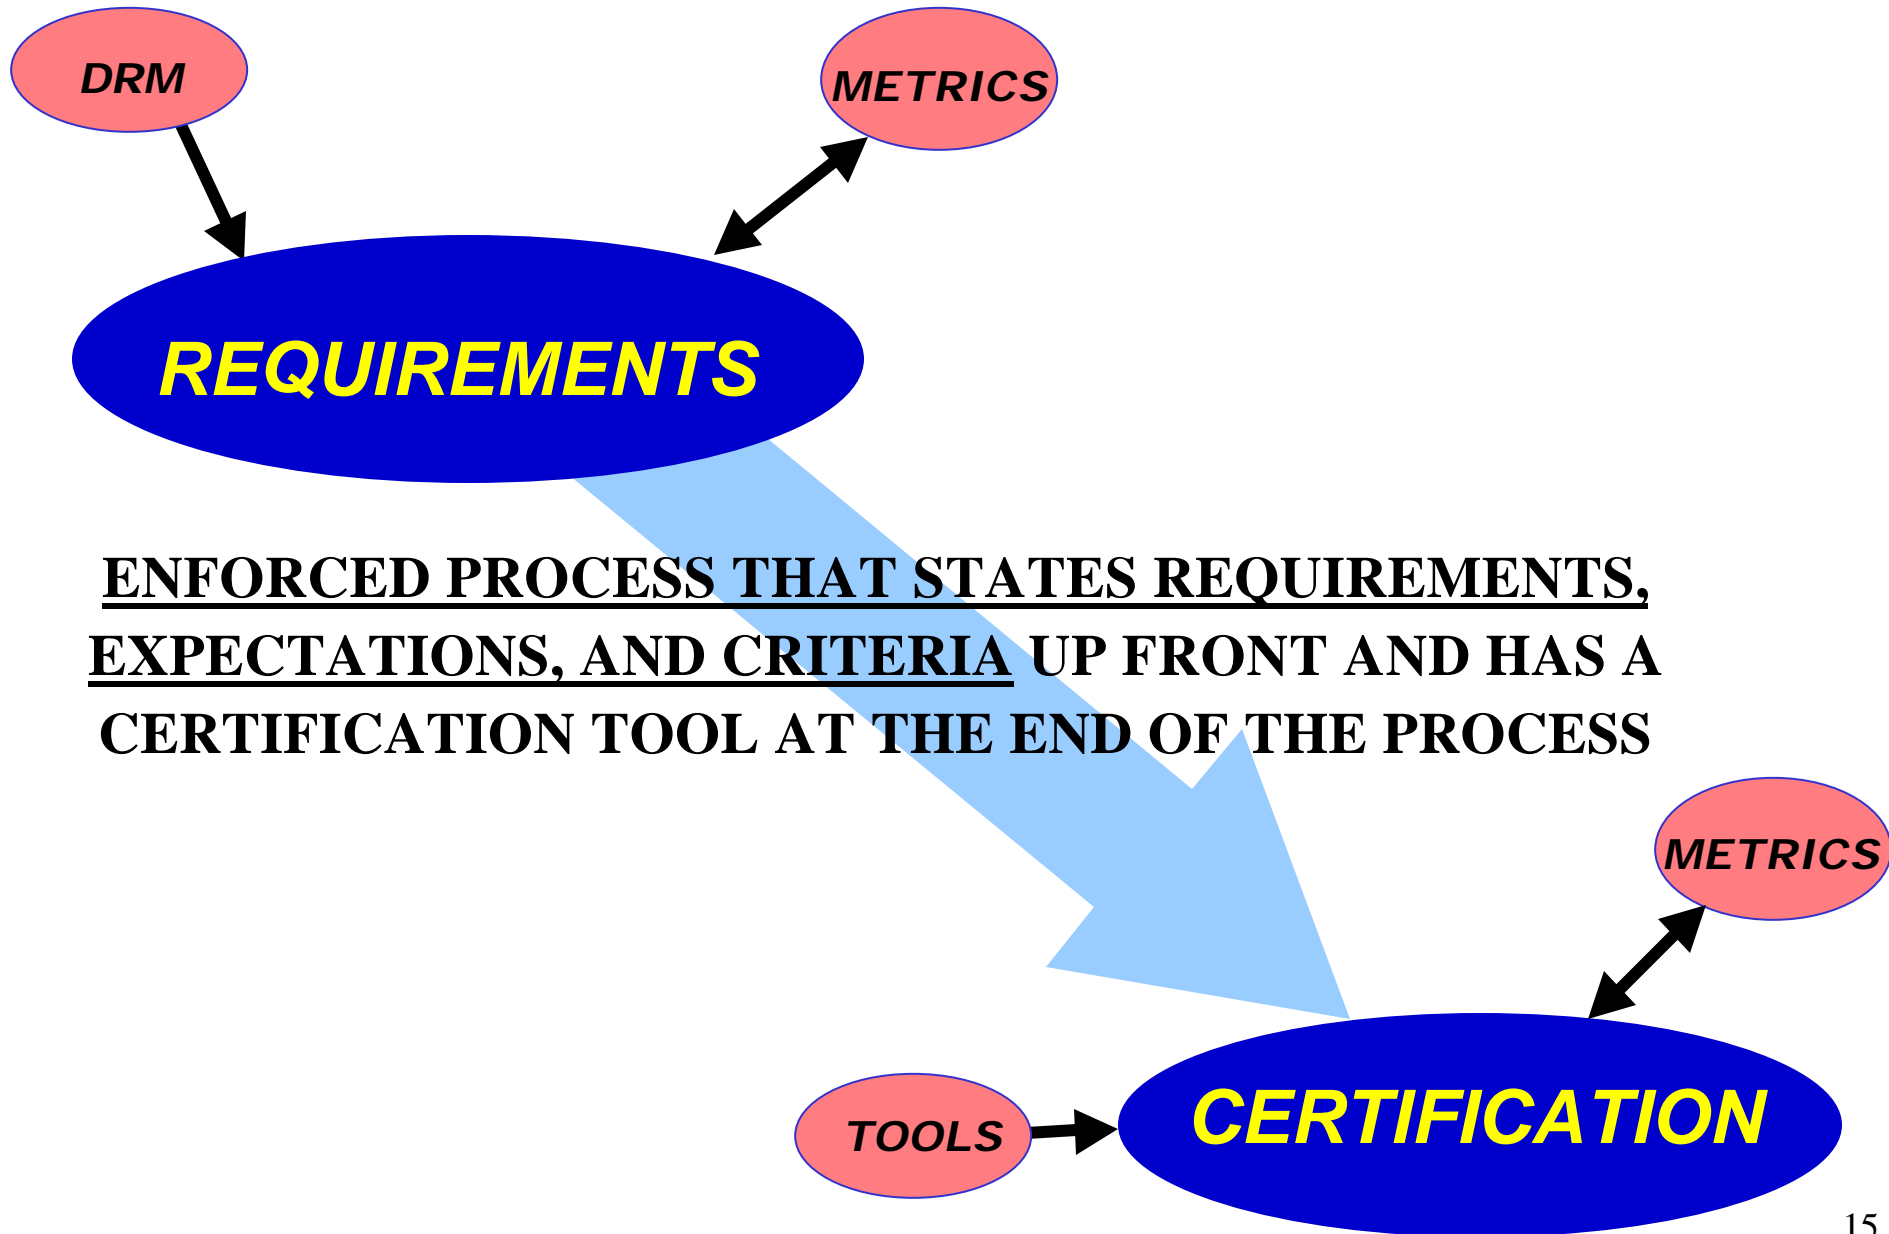 DRM
METRICS
REQUIREMENTS
ENFORCED PROCESS THAT STATES REQUIREMENTS,
EXPECTATIONS, AND CRITERIA UP FRONT AND HAS A
CERTIFICATION TOOL AT THE END OF THE PROCESS
METRICS
CERTIFICATION
TOOLS
15